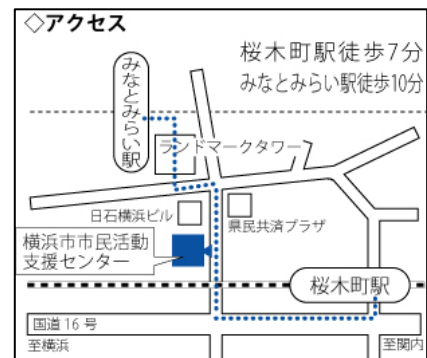 ◇アクセス
桜木町駅徒歩7分
みなとみらい駅徒歩10分
みなとみらい駅
ランドマークタワー
日石横浜ビル
県民共済プラザ
横浜市市民活動
支援センター
桜木町駅
国道16号
至横浜
至関内